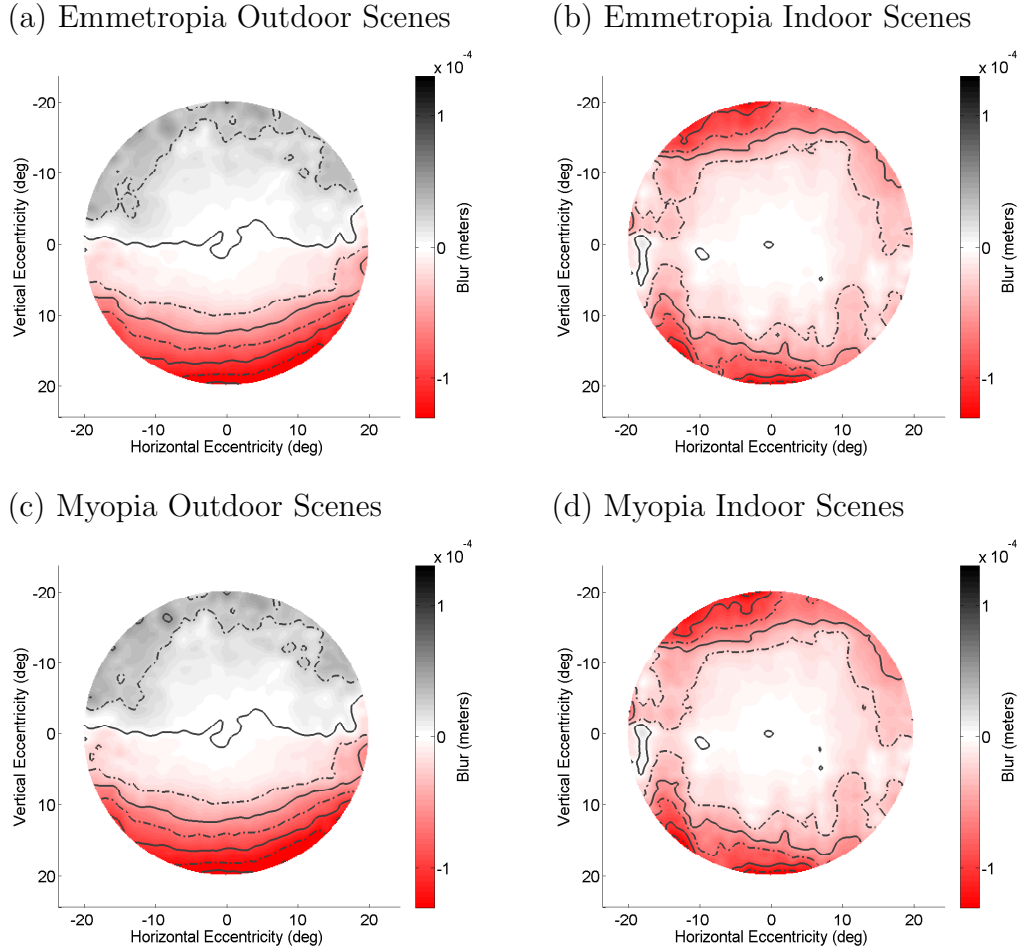 (a) Emmetropia Outdoor Scenes
x 10^-4
-20
-10
0
10
20
Vertical Eccentricity (deg)
-20 -10 0 10 20
Horizontal Eccentricity (deg)
1
0
-1
Blur (meters)
(b) Emmetropia Indoor Scenes
x 10^-4
-20
-10
0
10
20
Vertical Eccentricity (deg)
-20 -10 0 10 20
Horizontal Eccentricity (deg)
1
0
-1
Blur (meters)
(c) Myopia Outdoor Scenes
x 10^-4
-20
-10
0
10
20
Vertical Eccentricity (deg)
-20 -10 0 10 20
Horizontal Eccentricity (deg)
1
0
-1
Blur (meters)
(d) Myopia Indoor Scenes
x 10^-4
-20
-10
0
10
20
Vertical Eccentricity (deg)
-20 -10 0 10 20
Horizontal Eccentricity (deg)
1
0
-1
Blur (meters)